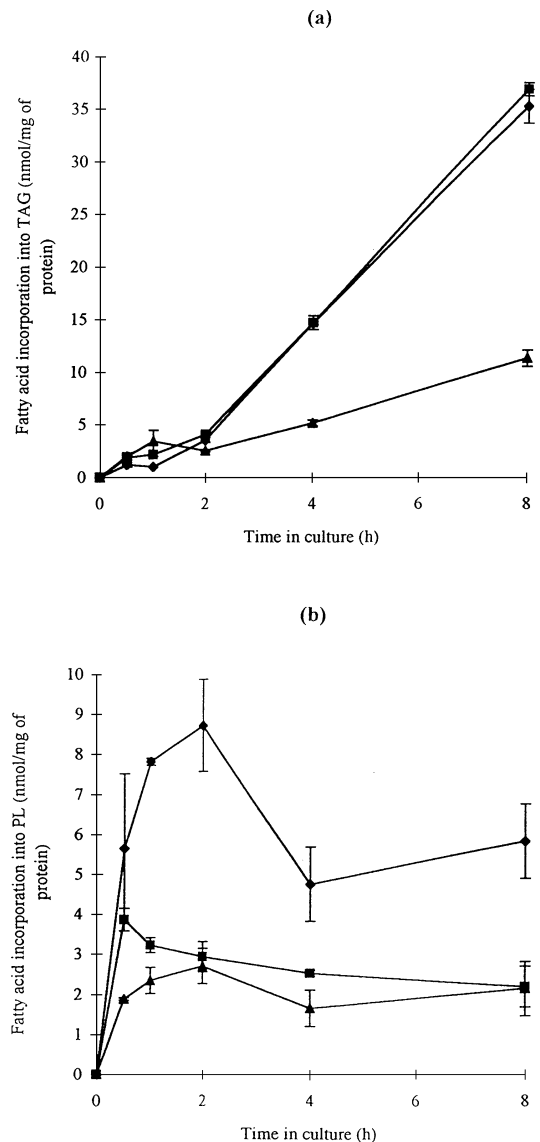 (a)
Fatty acid incorporation into TAG (nmol/mg of
protein)
40
35
30
25
20
15
10
5
0
0 2 4 6 8
Time in culture (h)
(b)
Fatty acid incorporation into PL (nmol/mg of
protein)
10
9
8
7
6
5
4
3
2
1
0
0 2 4 6 8
Time in culture (h)